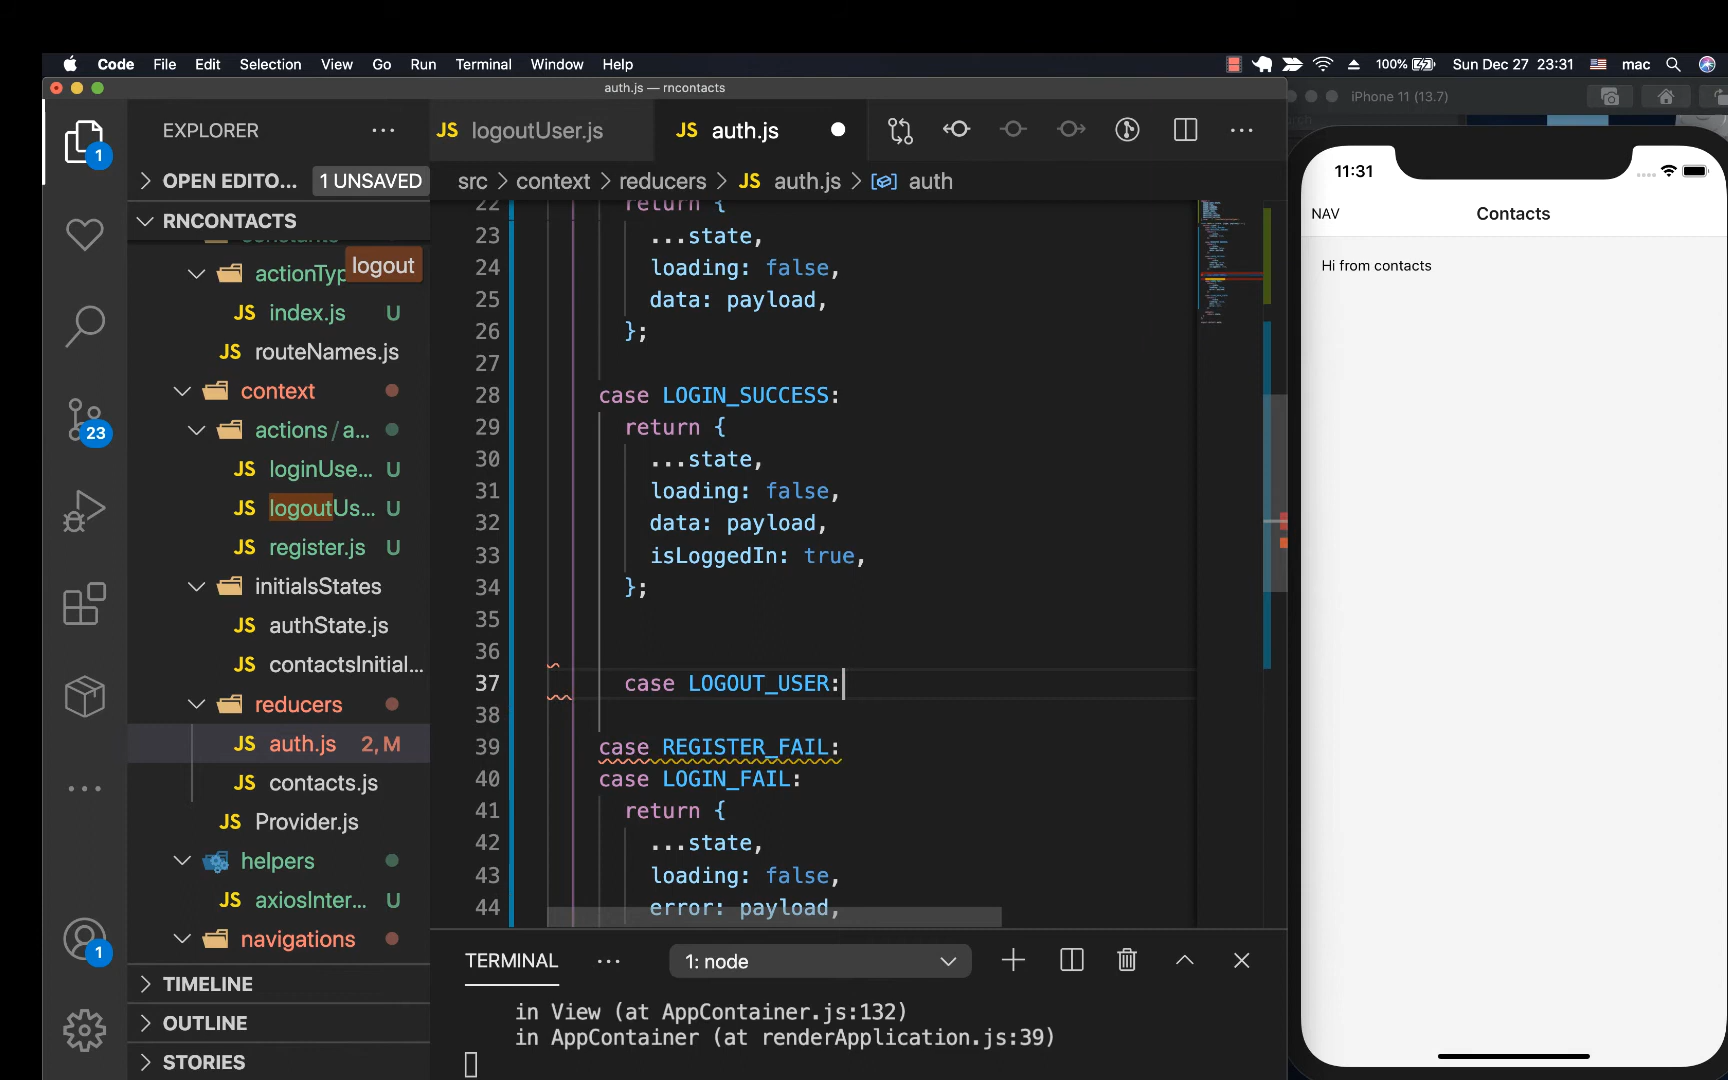 Code File Edit Selection View Go Run Terminal Window Help 100% Sun Dec 27 23:31 mac
auth.js — rncontacts
iPhone 11 (13.7)
EXPLORER
JS logoutUser.js
JS auth.js
OPEN EDITO... 1 UNSAVED
src > context > reducers > JS auth.js > auth
RNCONTACTS
actionTyp
logout
JS index.js U
JS routeNames.js
context
actions / a...
JS loginUse... U
JS logoutUs... U
JS register.js U
initialsStates
JS authState.js
JS contactsInitial...
reducers
JS auth.js 2, M
JS contacts.js
JS Provider.js
helpers
JS axiosInter... U
navigations
TIMELINE
OUTLINE
STORIES
1
23
1
22 return {
23 ...state,
24 loading: false,
25 data: payload,
26 };
27
28 case LOGIN_SUCCESS:
29 return {
30 ...state,
31 loading: false,
32 data: payload,
33 isLoggedIn: true,
34 };
35
36
37 case LOGOUT_USER:
38
39 case REGISTER_FAIL:
40 case LOGIN_FAIL:
41 return {
42 ...state,
43 loading: false,
44 error: payload,
TERMINAL
1: node
in View (at AppContainer.js:132)
in AppContainer (at renderApplication.js:39)
11:31
NAV
Contacts
Hi from contacts